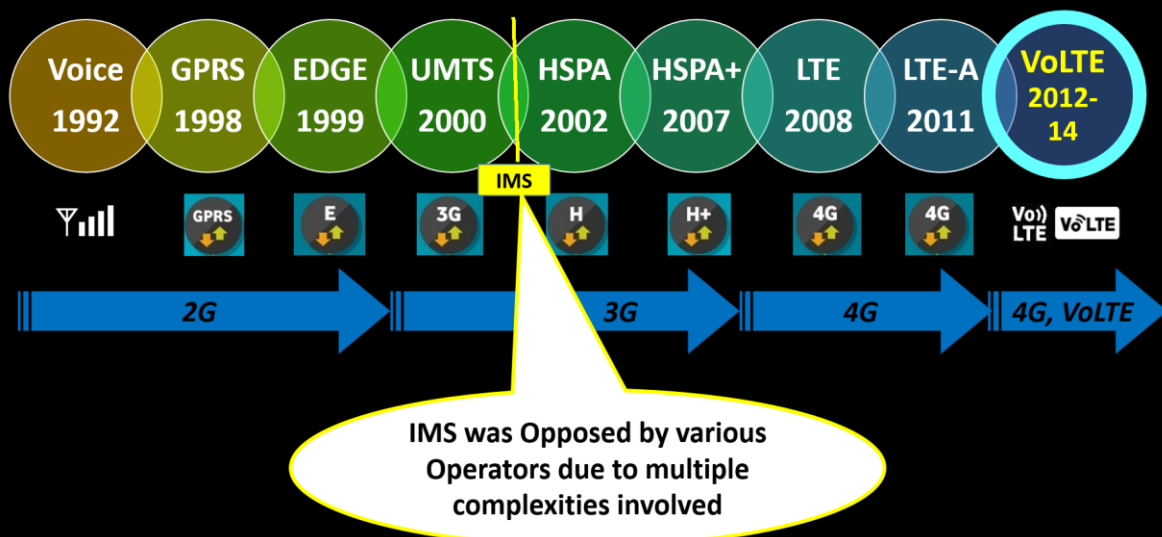 Voice
1992
GPRS
1998
EDGE
1999
UMTS
2000
HSPA
2002
HSPA+
2007
LTE
2008
LTE-A
2011
VoLTE
2012-
14
IMS
GPRS
E
3G
H
H+
4G
4G
Vo))
LTE
VoLTE
2G
3G
4G
4G, VoLTE
IMS was Opposed by various
Operators due to multiple
complexities involved